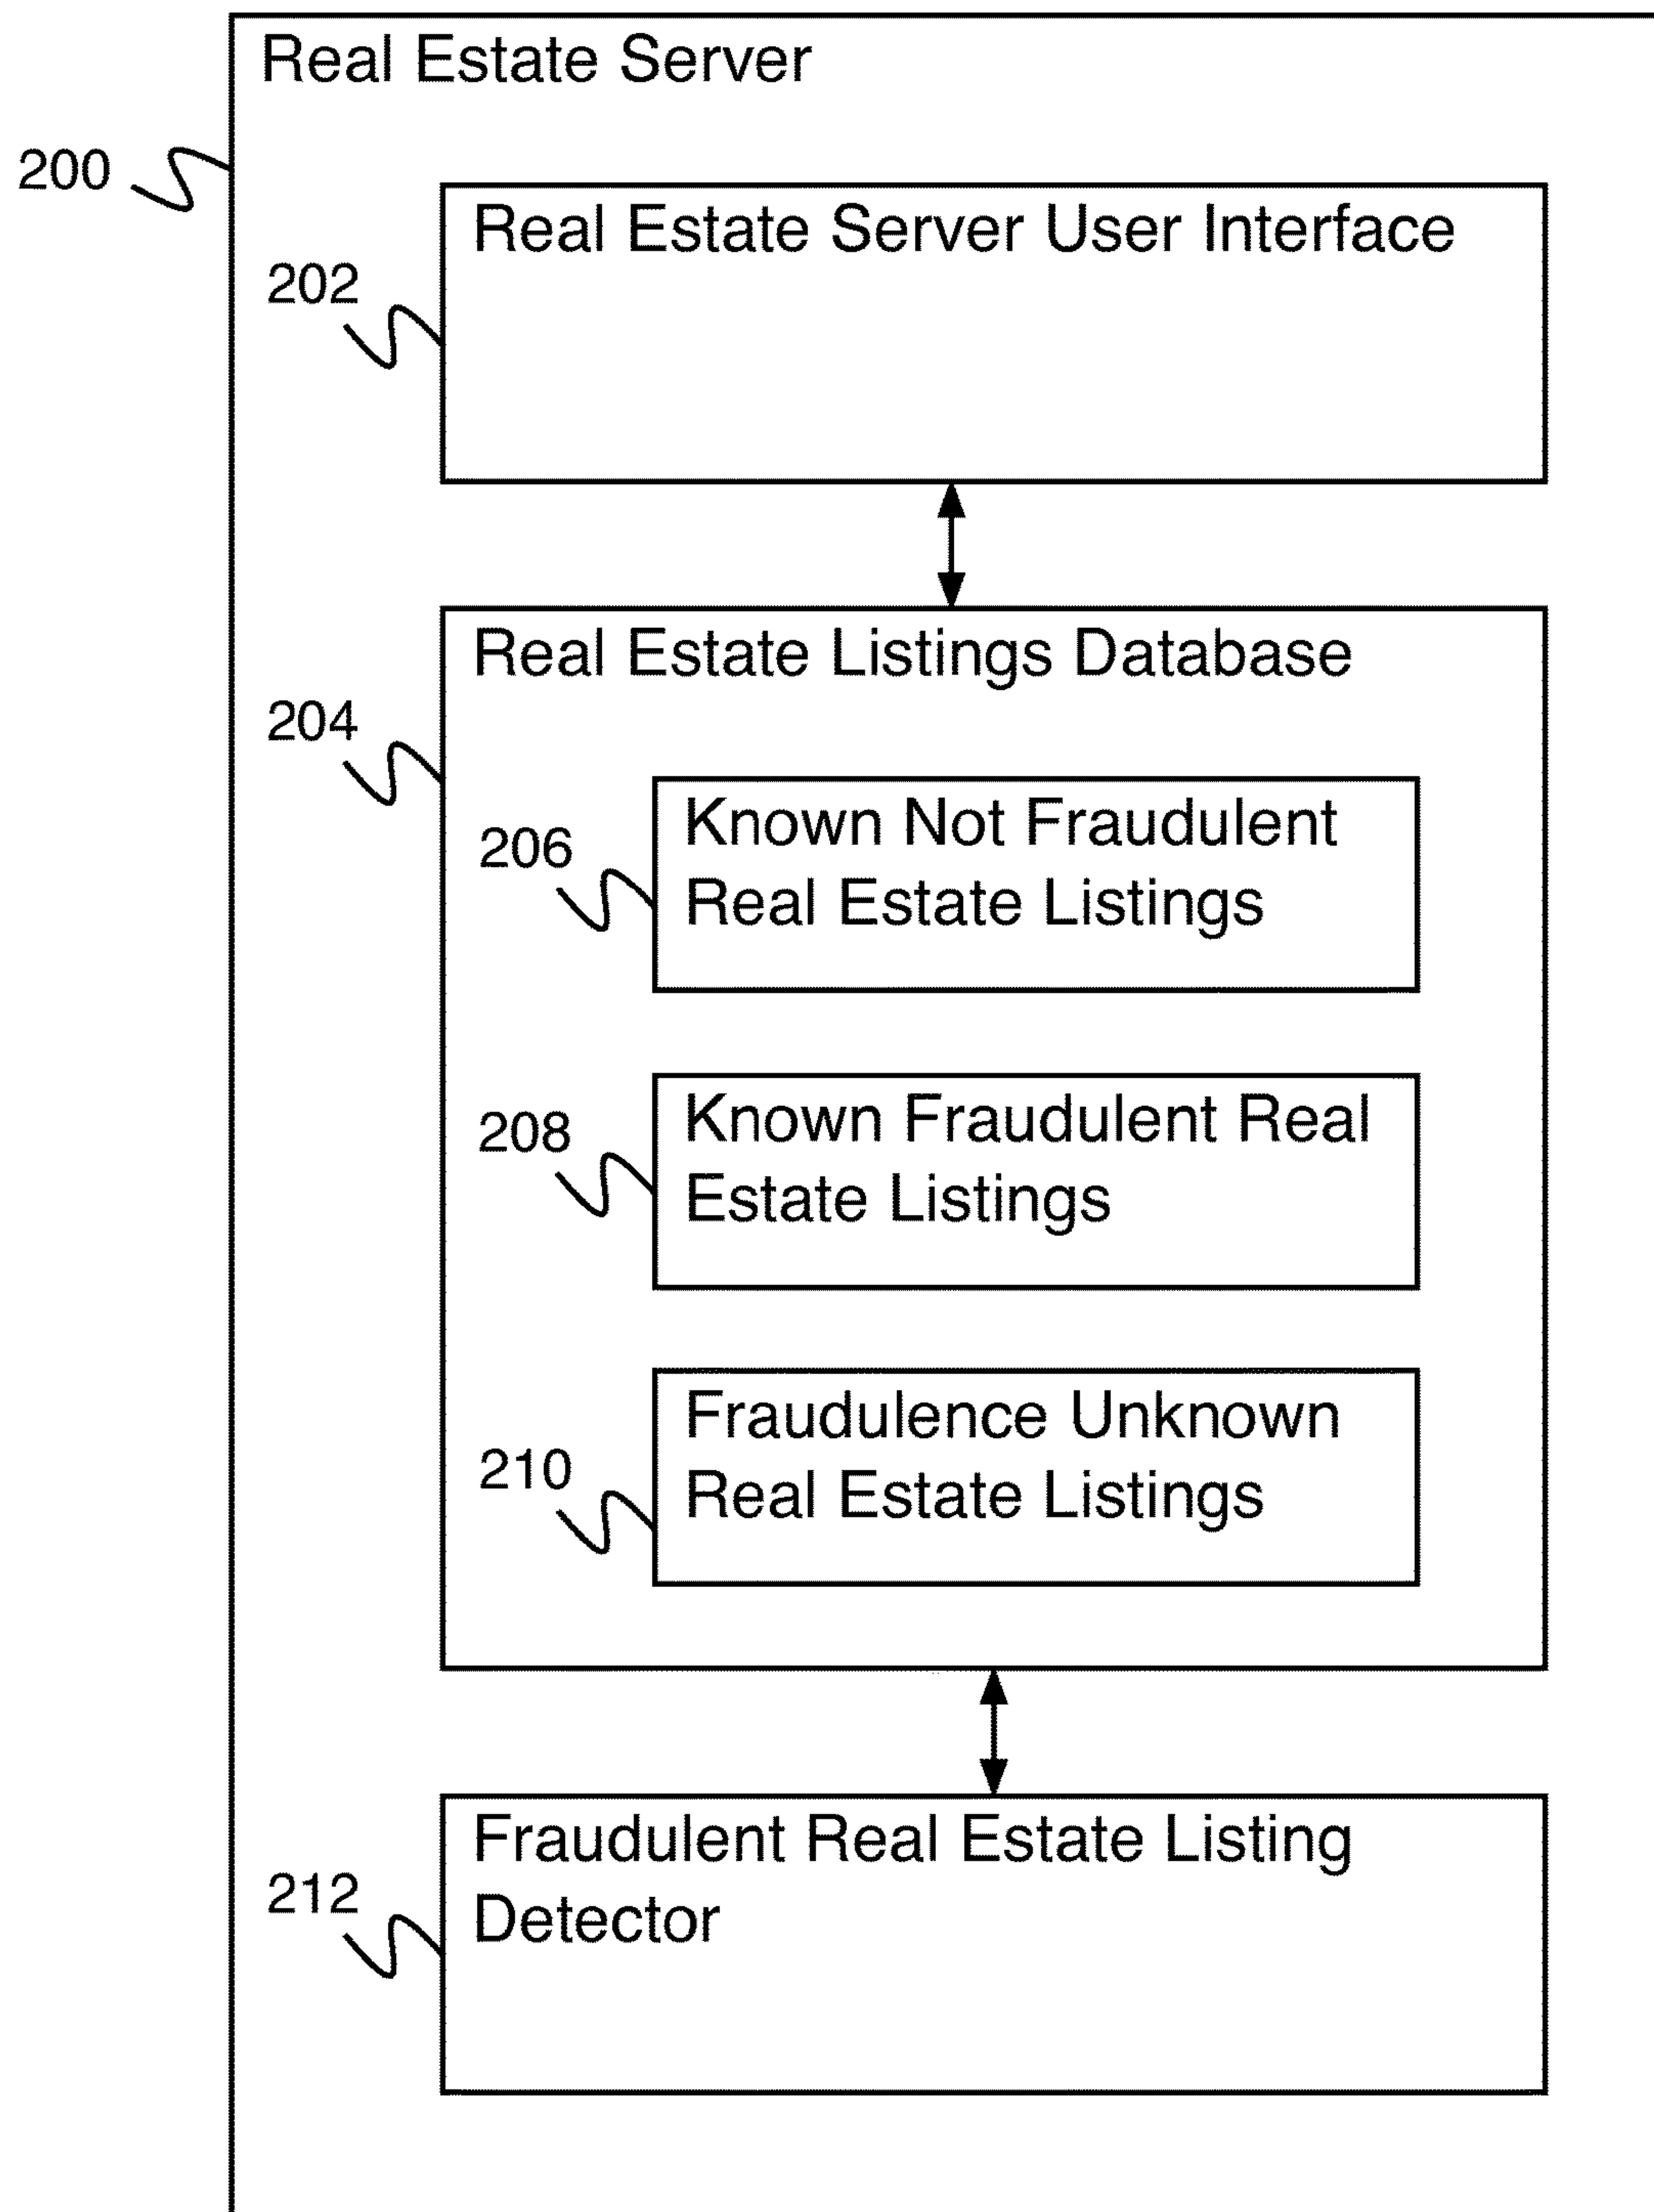 Real Estate Server
200
Real Estate Server User Interface
202
Real Estate Listings Database
204
Known Not Fraudulent
206
Real Estate Listings
Known Fraudulent Real
208
Estate Listings
Fraudulence Unknown
210
Real Estate Listings
Fraudulent Real Estate Listing
212
Detector